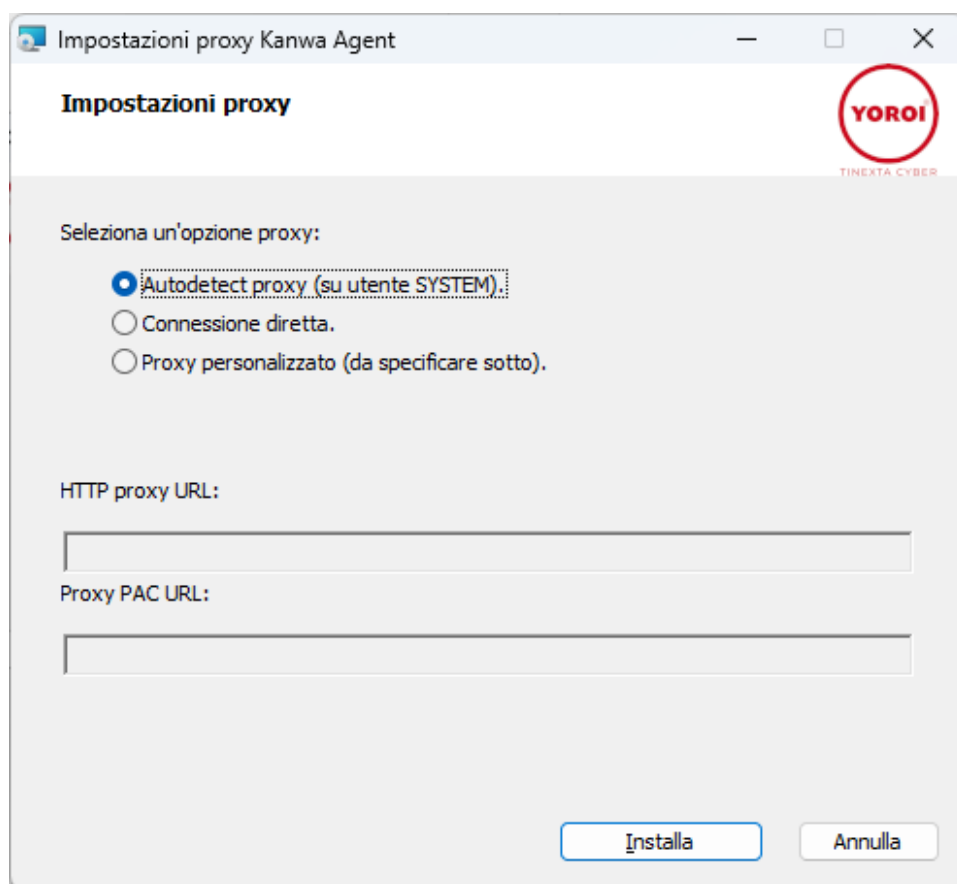 Impostazioni proxy Kanwa Agent
Impostazioni proxy
YOROI
TINEXTA CYBER
Seleziona un'opzione proxy:
Autodetect proxy (su utente SYSTEM).
Connessione diretta.
Proxy personalizzato (da specificare sotto).
HTTP proxy URL:
Proxy PAC URL:
Installa
Annulla